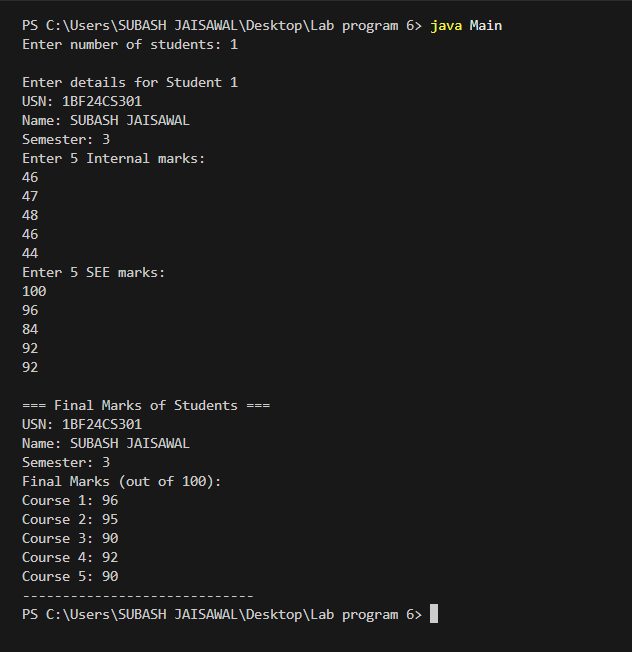 PS C:\Users\SUBASH JAISAWAL\Desktop\Lab program 6> java Main
Enter number of students: 1
Enter details for Student 1
USN: 1BF24CS301
Name: SUBASH JAISAWAL
Semester: 3
Enter 5 Internal marks:
46
47
48
46
44
Enter 5 SEE marks:
100
96
84
92
92
=== Final Marks of Students ===
USN: 1BF24CS301
Name: SUBASH JAISAWAL
Semester: 3
Final Marks (out of 100):
Course 1: 96
Course 2: 95
Course 3: 90
Course 4: 92
Course 5: 90
-----------------------------
PS C:\Users\SUBASH JAISAWAL\Desktop\Lab program 6>